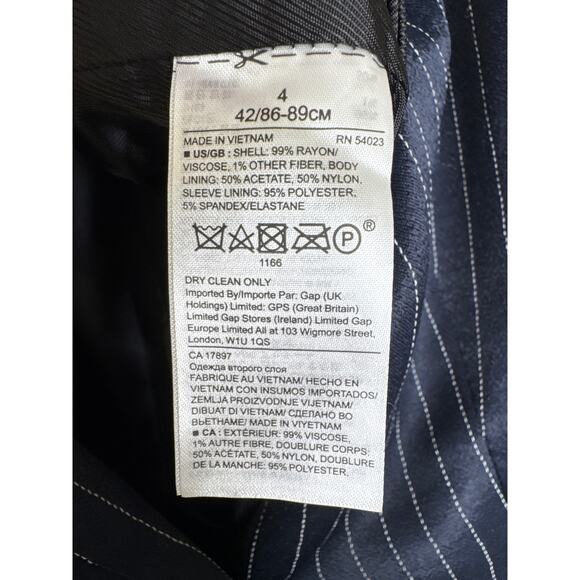 4
42/86-89CM
MADE IN VIETNAM RN 54023
■ US/GB : SHELL: 99% RAYON/
VISCOSE, 1% OTHER FIBER, BODY
LINING: 50% ACETATE, 50% NYLON,
SLEEVE LINING: 95% POLYESTER,
5% SPANDEX/ELASTANE
P®
1166
DRY CLEAN ONLY
Imported By/Importe Par: Gap (UK
Holdings) Limited: GPS (Great Britain)
Limited Gap Stores (Ireland) Limited Gap
Europe Limited All at 103 Wigmore Street,
London, W1U 1QS
CA 17897
Одежда второго слоя
FABRIQUE AU VIETNAM/ HECHO EN
VIETNAM CON INSUMOS IMPORTADOS/
ZEMLJA PROIZVODNJE VIJETNAM/
DIBUAT DI VIETNAM/ СДЕЛАНО ВО
ВЬЕТНАМЕ/ MADE IN VIYETNAM
■ CA : EXTÉRIEUR: 99% VISCOSE,
1% AUTRE FIBRE, DOUBLURE CORPS:
50% ACÉTATE, 50% NYLON, DOUBLURE
DE LA MANCHE: 95% POLYESTER,